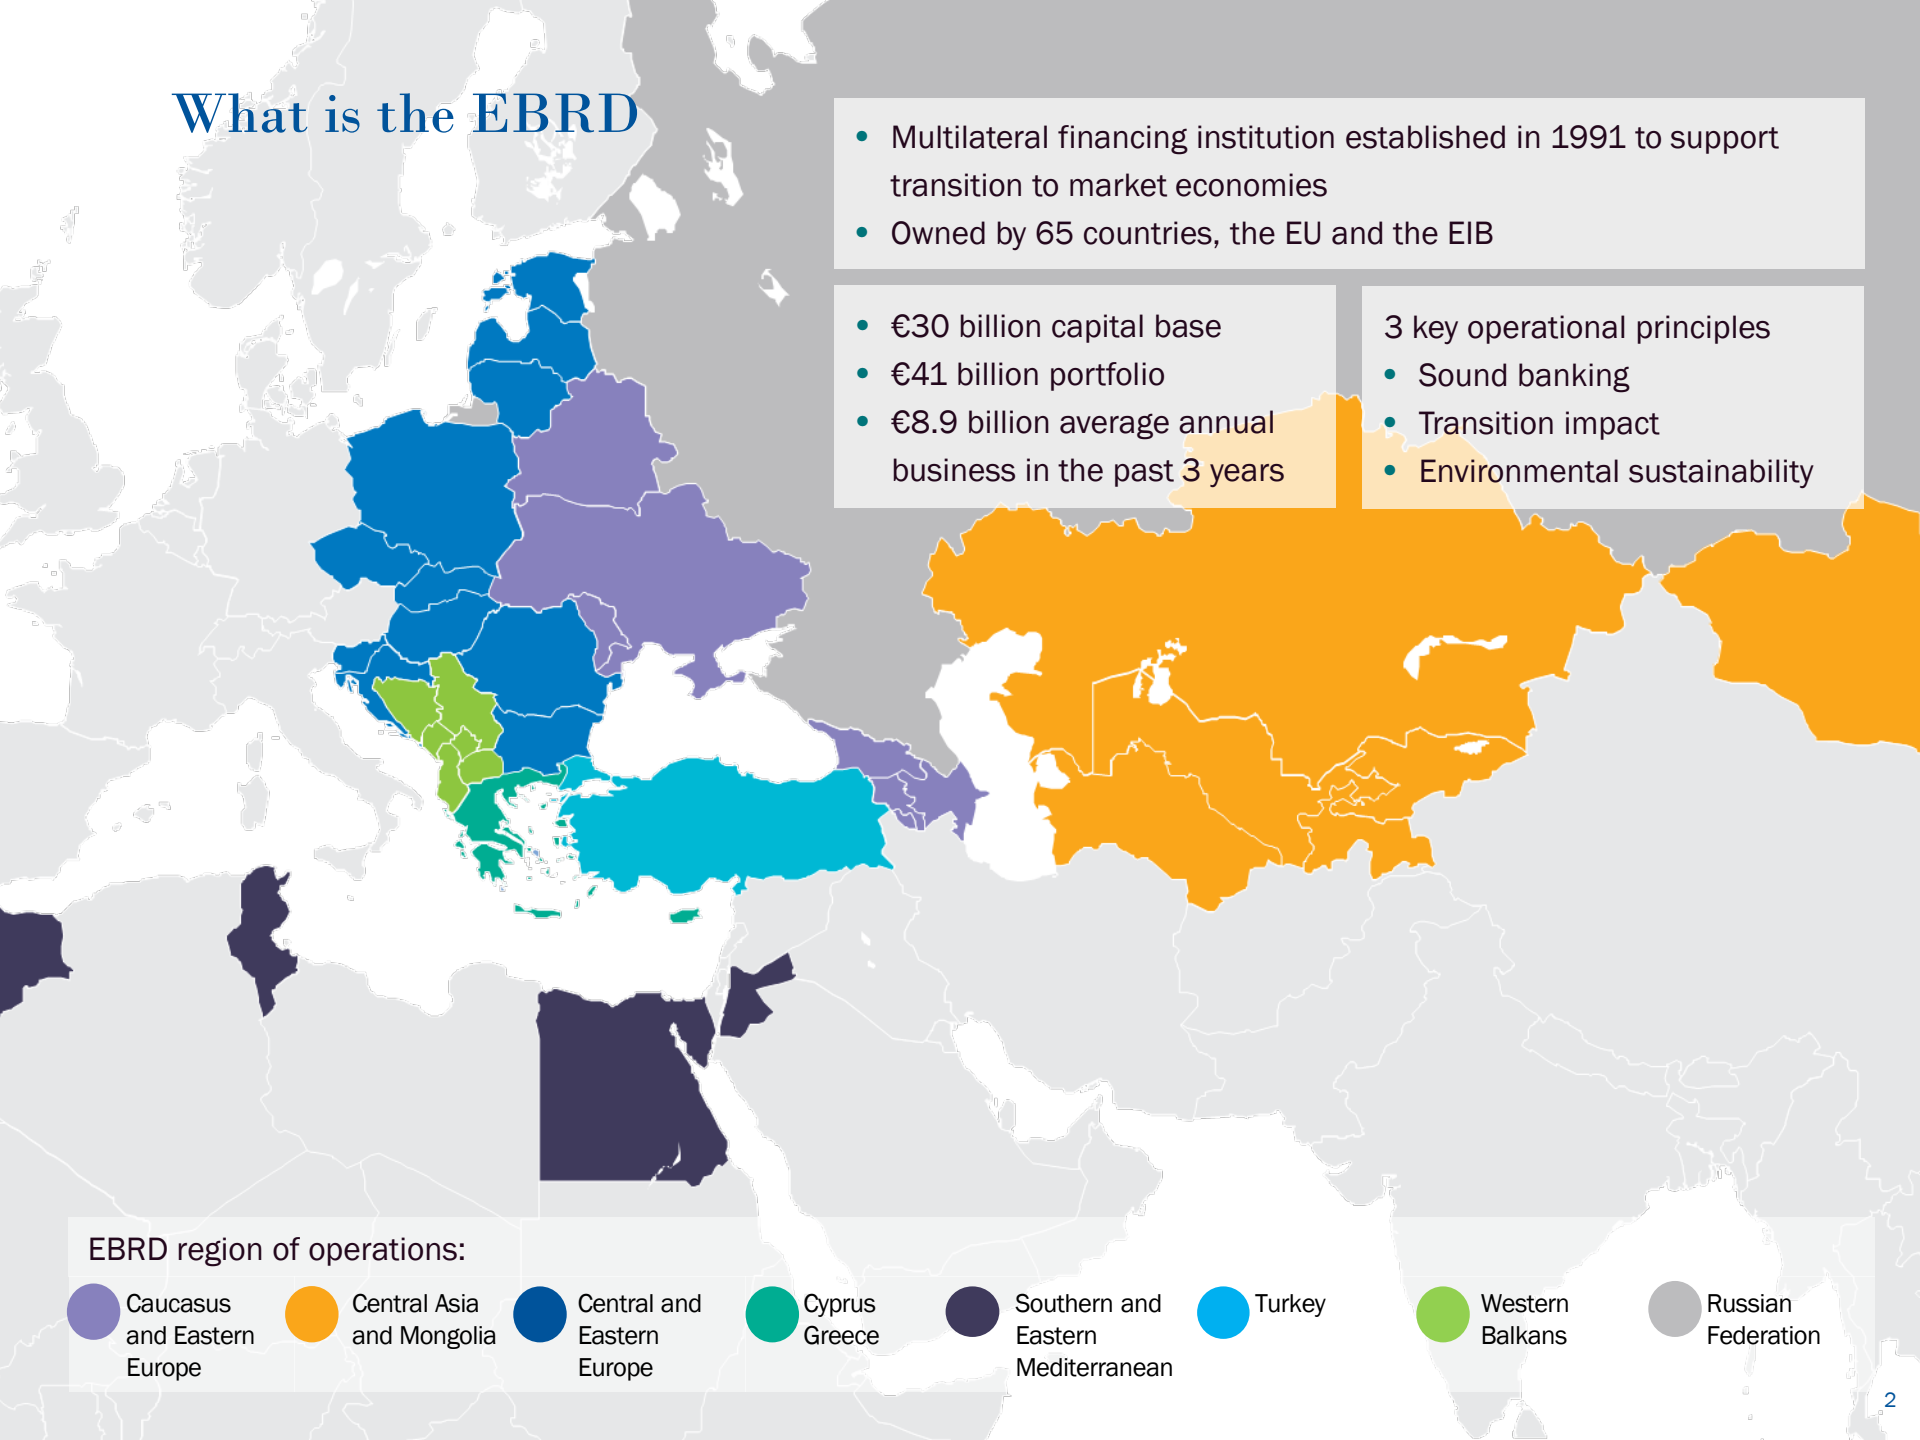 What is the EBRD
• Multilateral financing institution established in 1991 to support
transition to market economies
• Owned by 65 countries, the EU and the EIB
• €30 billion capital base
• €41 billion portfolio
• €8.9 billion average annual
business in the past 3 years
3 key operational principles
• Sound banking
• Transition impact
• Environmental sustainability
EBRD region of operations:
Caucasus
and Eastern
Europe
Central Asia
and Mongolia
Central and
Eastern
Europe
Cyprus
Greece
Southern and
Eastern
Mediterranean
Turkey
Western
Balkans
Russian
Federation
2